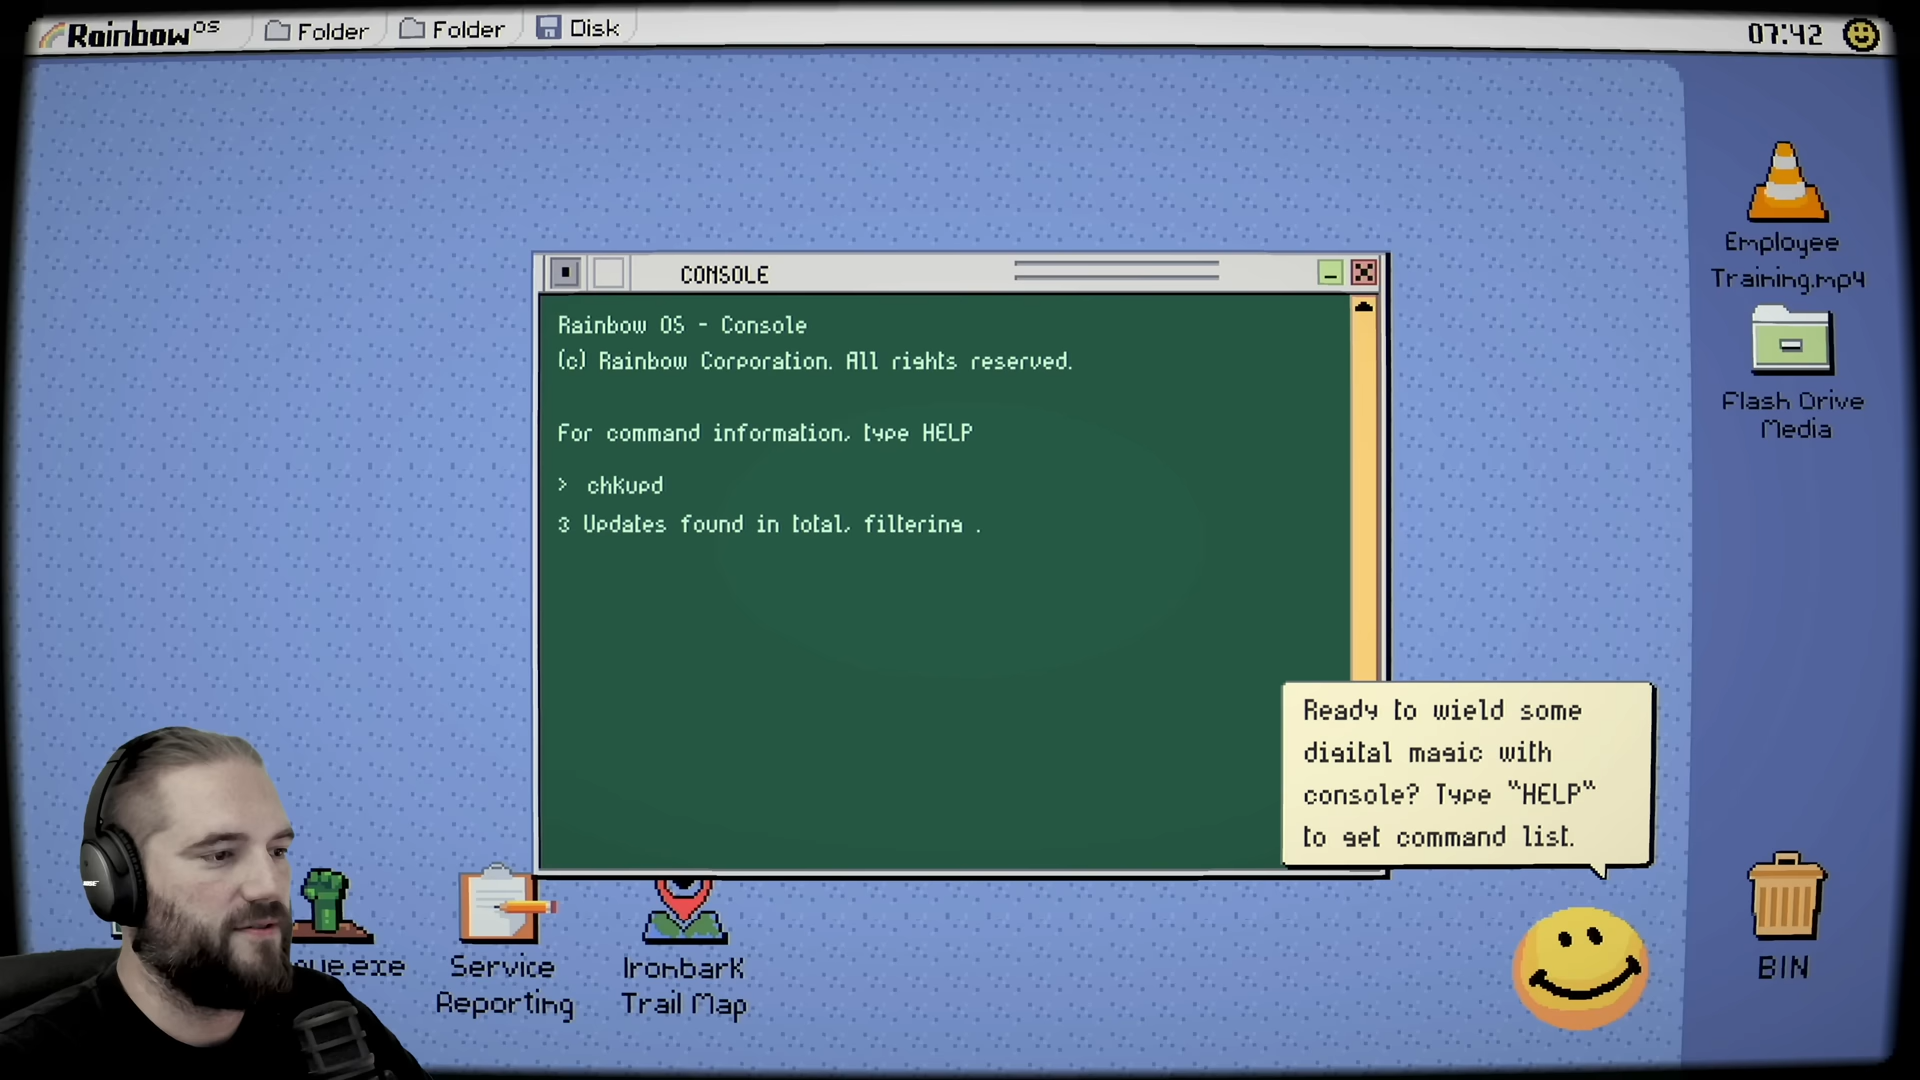 Rainbow OS
Folder
Folder
Disk
07:42
Employee
Training.mp4
Flash Drive
Media
CONSOLE
Rainbow OS - Console
(c) Rainbow Corporation. All rights reserved.
For command information, type HELP
> chkupd
3 Updates found in total, filtering .
Ready to wield some
digital magic with
console? Type "HELP"
to get command list.
Service
Reporting
Ironbark
Trail Map
BIN